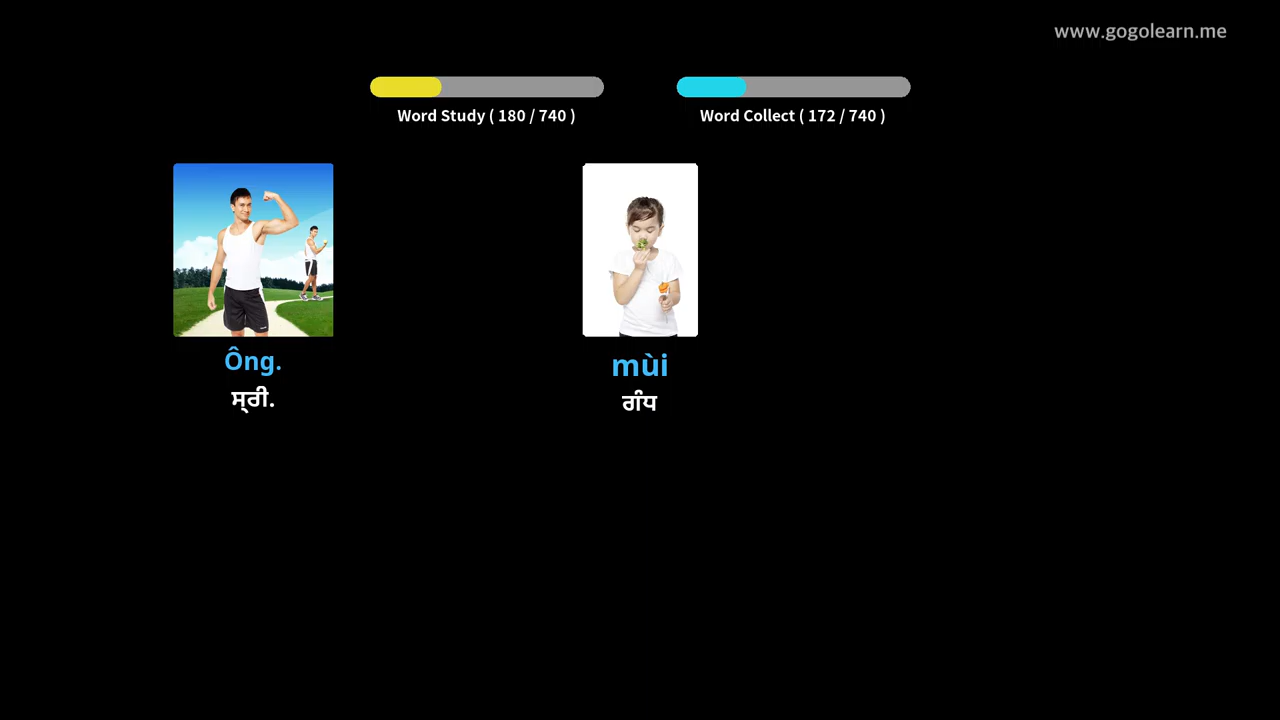 www.gogolearn.me
Word Study ( 180 / 740 )
Word Collect ( 172 / 740 )
Ông.
ਸ੍ਰੀ.
mùi
ਗੰਧ